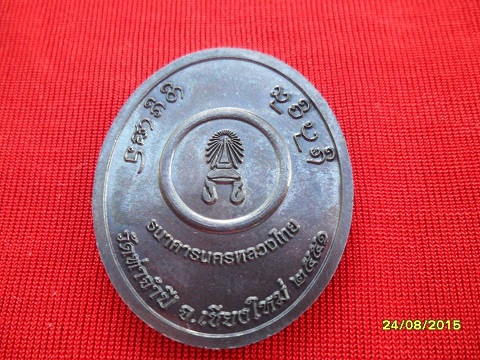 ธนาคารนครหลวงไทย
วัดท่าจำปี จ.เชียงใหม่ ๒๕๕๑
24/08/2015